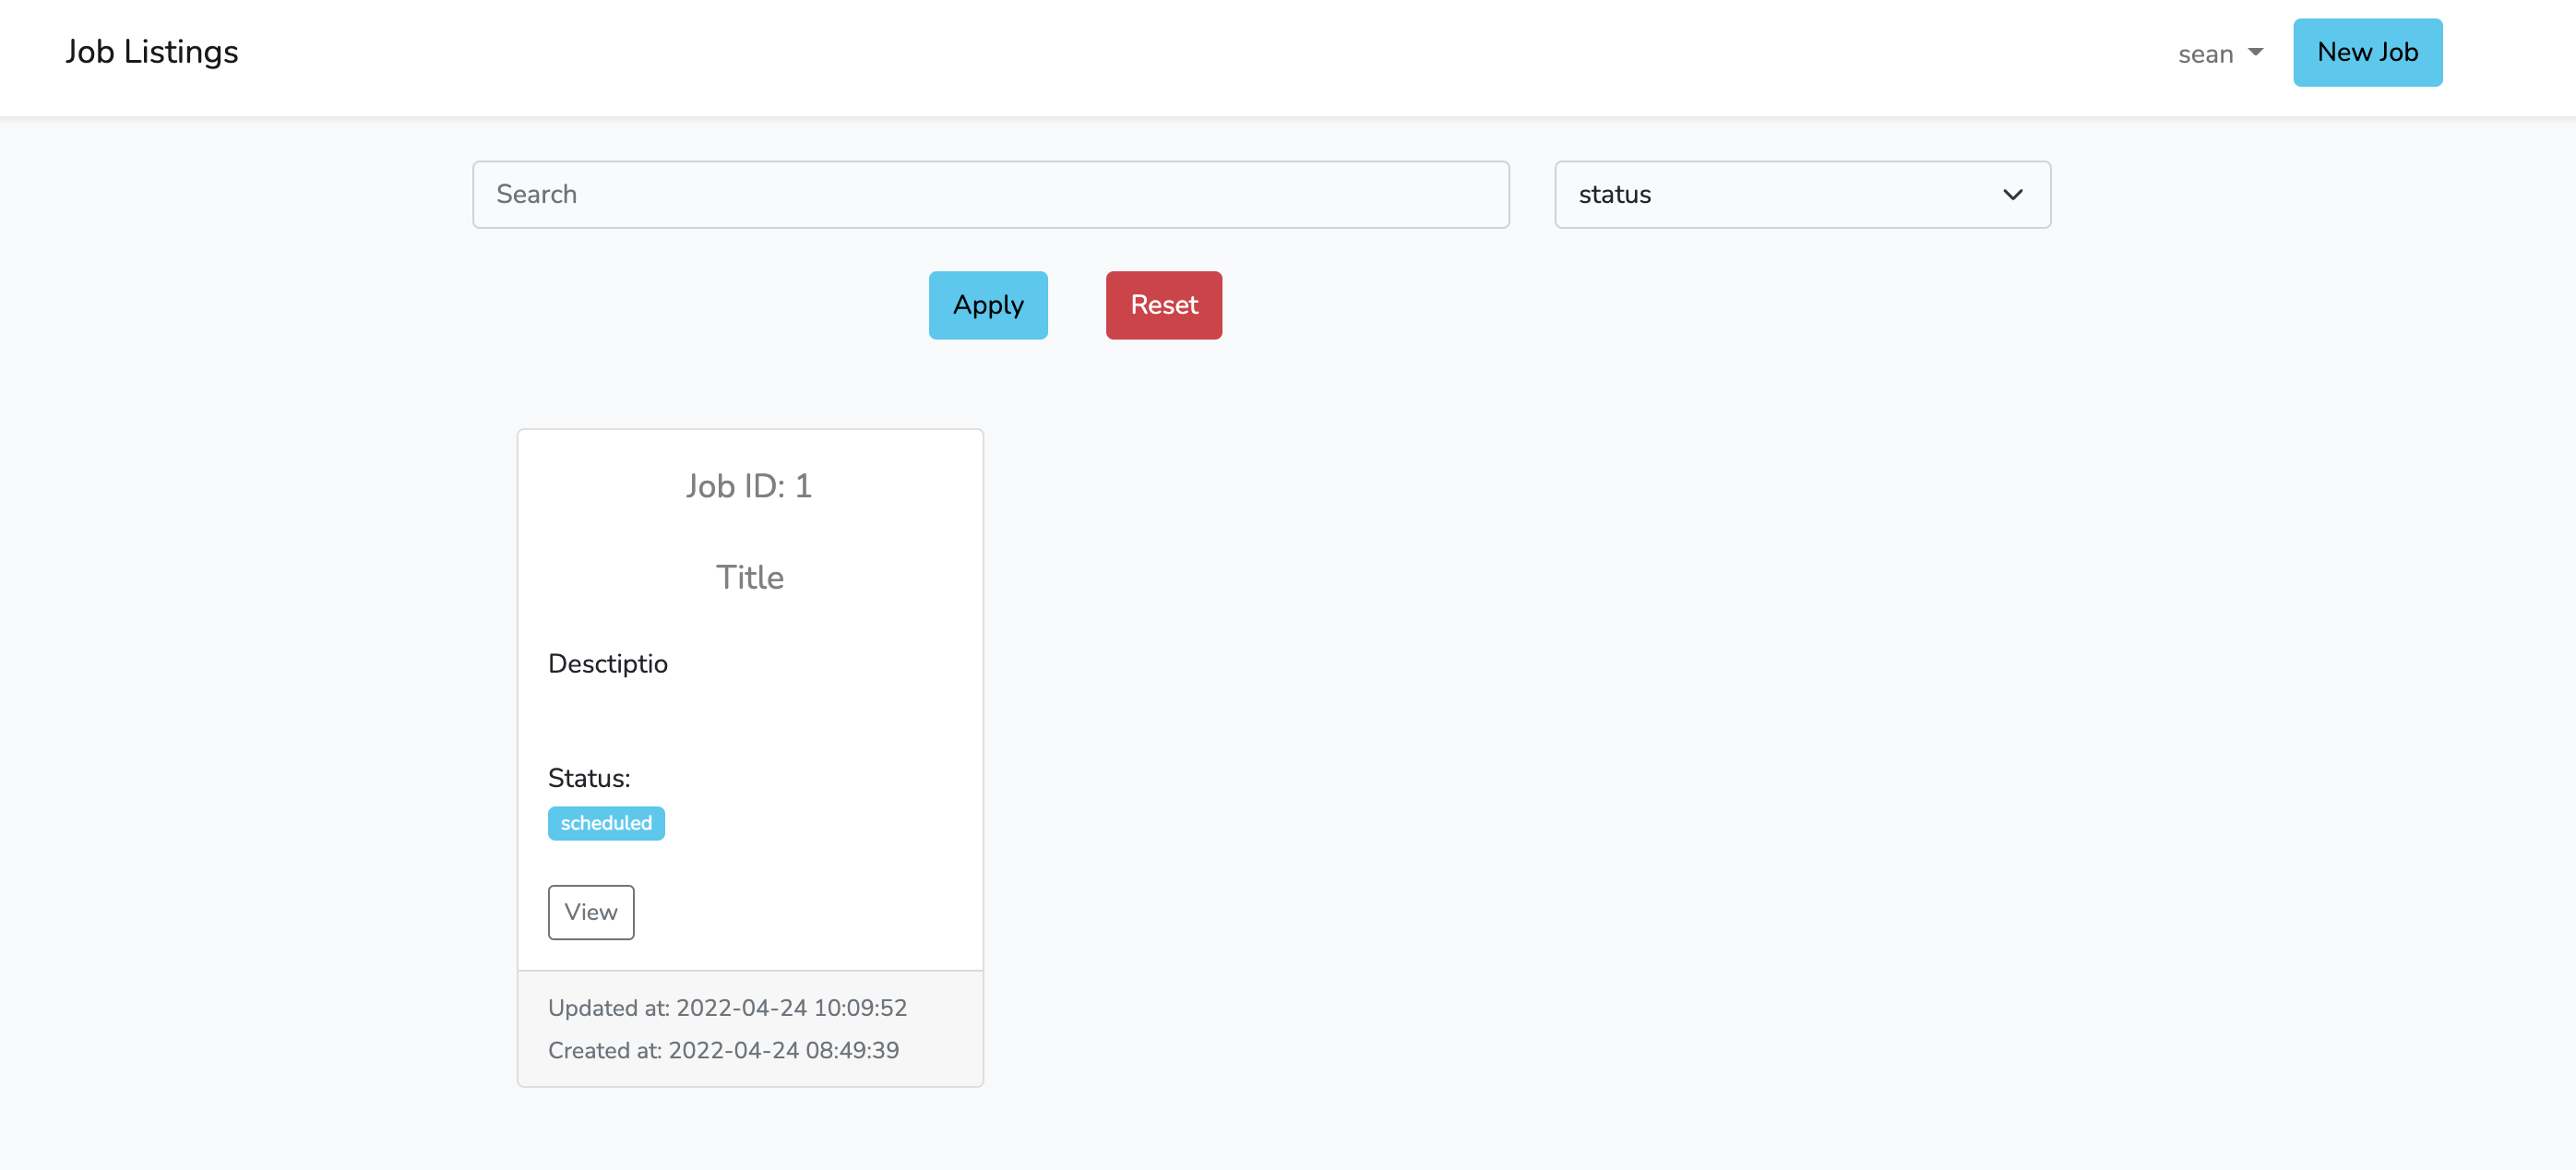 Job Listings
sean
New Job
Search
status
Apply
Reset
Job ID: 1
Title
Desctiptio
Status:
scheduled
View
Updated at: 2022-04-24 10:09:52
Created at: 2022-04-24 08:49:39